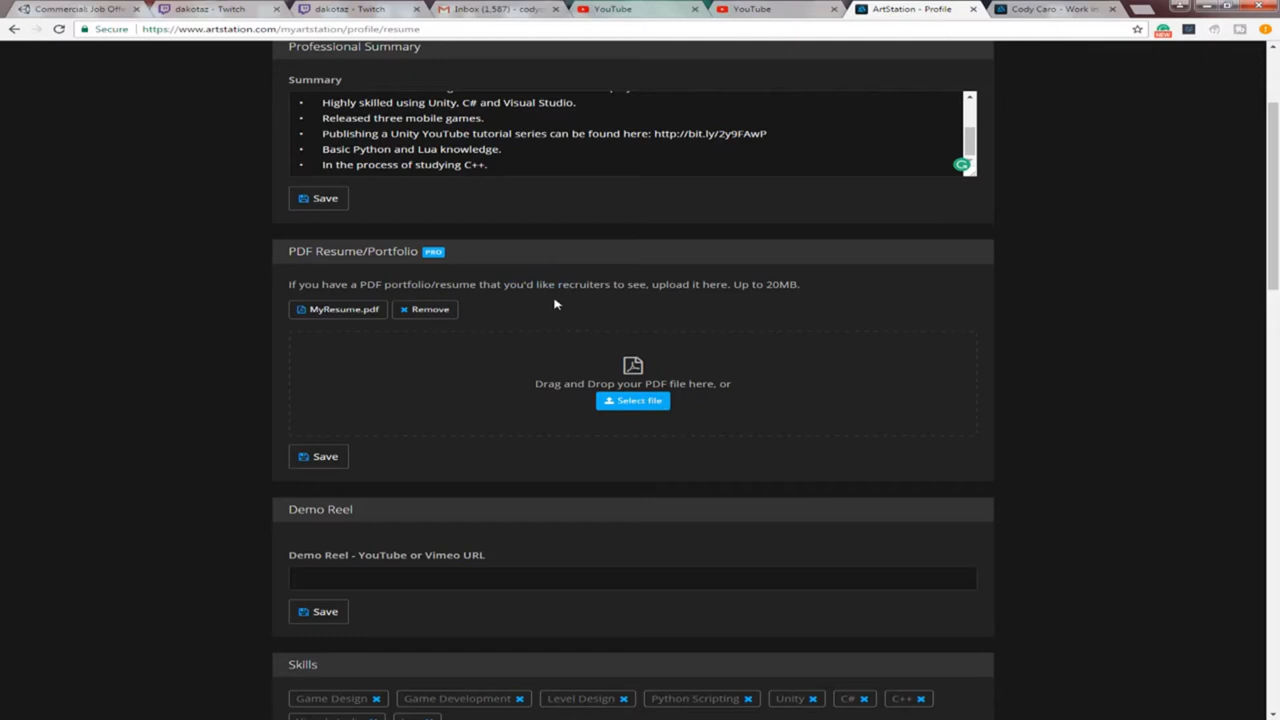 Commercial: Job Offe
dakotaz - Twitch
dakotaz - Twitch
Inbox (1,587) - cody
YouTube
YouTube
ArtStation - Profile
Cody Caro - Work in
Secure
https://www.artstation.com/myartstation/profile/resume
Professional Summary
Summary
• Highly skilled using Unity, C# and Visual Studio.
• Released three mobile games.
• Publishing a Unity YouTube tutorial series can be found here: http://bit.ly/2y9FAwP
• Basic Python and Lua knowledge.
• In the process of studying C++.
Save
PDF Resume/Portfolio PRO
If you have a PDF portfolio/resume that you'd like recruiters to see, upload it here. Up to 20MB.
MyResume.pdf
Remove
Drag and Drop your PDF file here, or
Select file
Save
Demo Reel
Demo Reel - YouTube or Vimeo URL
Save
Skills
Game Design
Game Development
Level Design
Python Scripting
Unity
C#
C++